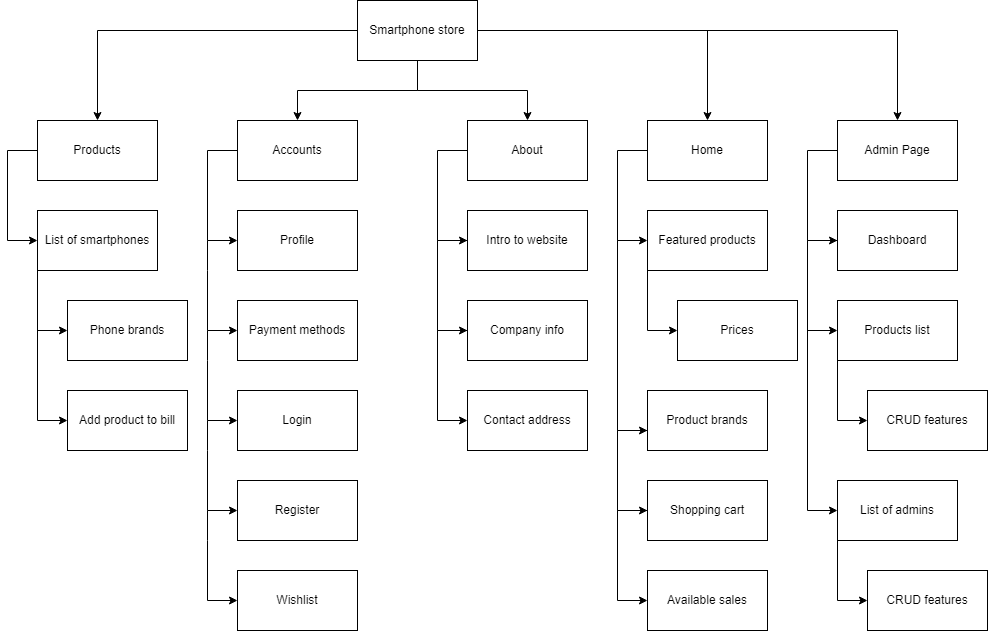 Smartphone store
Products
Accounts
About
Home
Admin Page
List of smartphones
Profile
Intro to website
Featured products
Dashboard
Phone brands
Payment methods
Company info
Prices
Products list
Add product to bill
Login
Contact address
Product brands
CRUD features
Register
Shopping cart
List of admins
Wishlist
Available sales
CRUD features